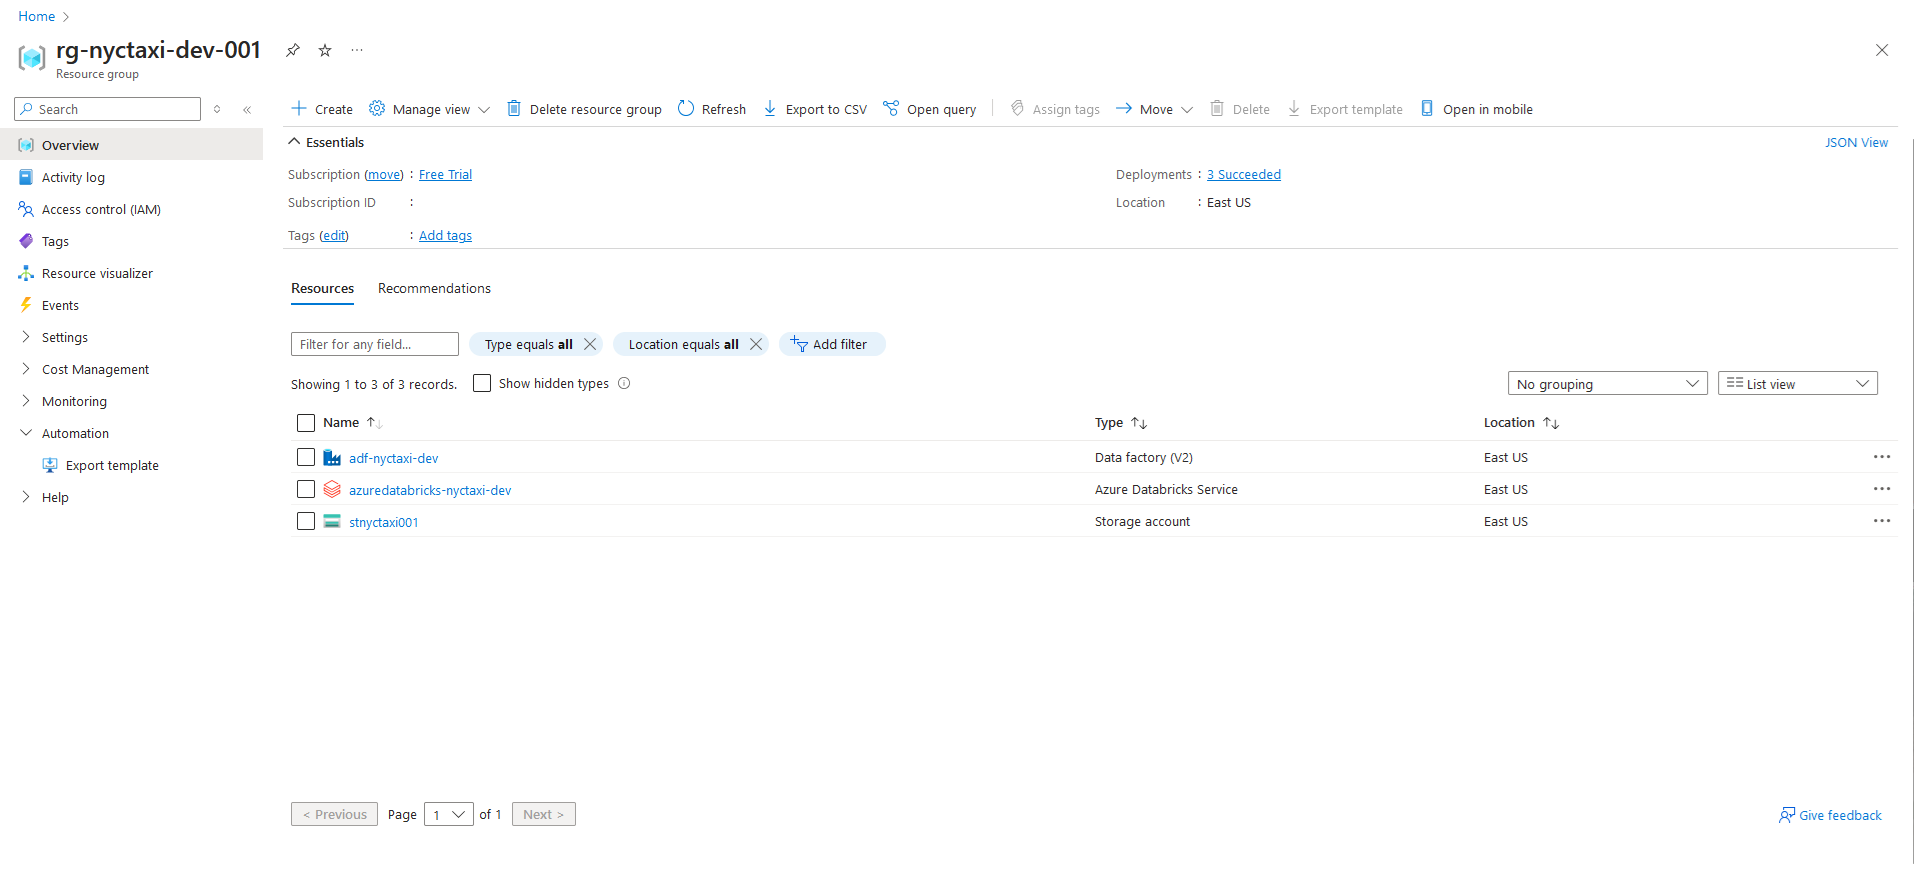 Home
rg-nyctaxi-dev-001
Resource group
Search
Overview
Activity log
Access control (IAM)
Tags
Resource visualizer
Events
Settings
Cost Management
Monitoring
Automation
Export template
Help
Create Manage view Delete resource group Refresh Export to CSV Open query Assign tags Move Delete Export template Open in mobile
Essentials JSON View
Subscription (move) : Free Trial Deployments : 3 Succeeded
Subscription ID : Location : East US
Tags (edit) : Add tags
Resources Recommendations
Filter for any field... Type equals all Location equals all Add filter
Showing 1 to 3 of 3 records. Show hidden types No grouping List view
Name Type Location
adf-nyctaxi-dev Data factory (V2) East US
azuredatabricks-nyctaxi-dev Azure Databricks Service East US
stnyctaxi001 Storage account East US
< Previous Page 1 of 1 Next > Give feedback